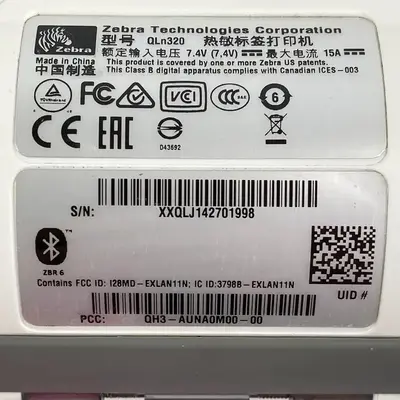 Zebra Technologies Corporation
Zebra
型号 QLn320 热敏标签打印机
额定输入电压 7.4V (7.4V) 最大电流 15A
Made in China This product is covered by one or more Zebra US patents.
中国制造 This Class B digital apparatus complies with Canadian ICES-003
FC VCCI CCC 6
CE EAC D43692
S/N: XXQLJ142701998
ZBR 6
Contains FCC ID: I28MD-EXLAN11N; IC ID:3798B-EXLAN11N
UID #
PCC: QH3-AUNA0M00-00